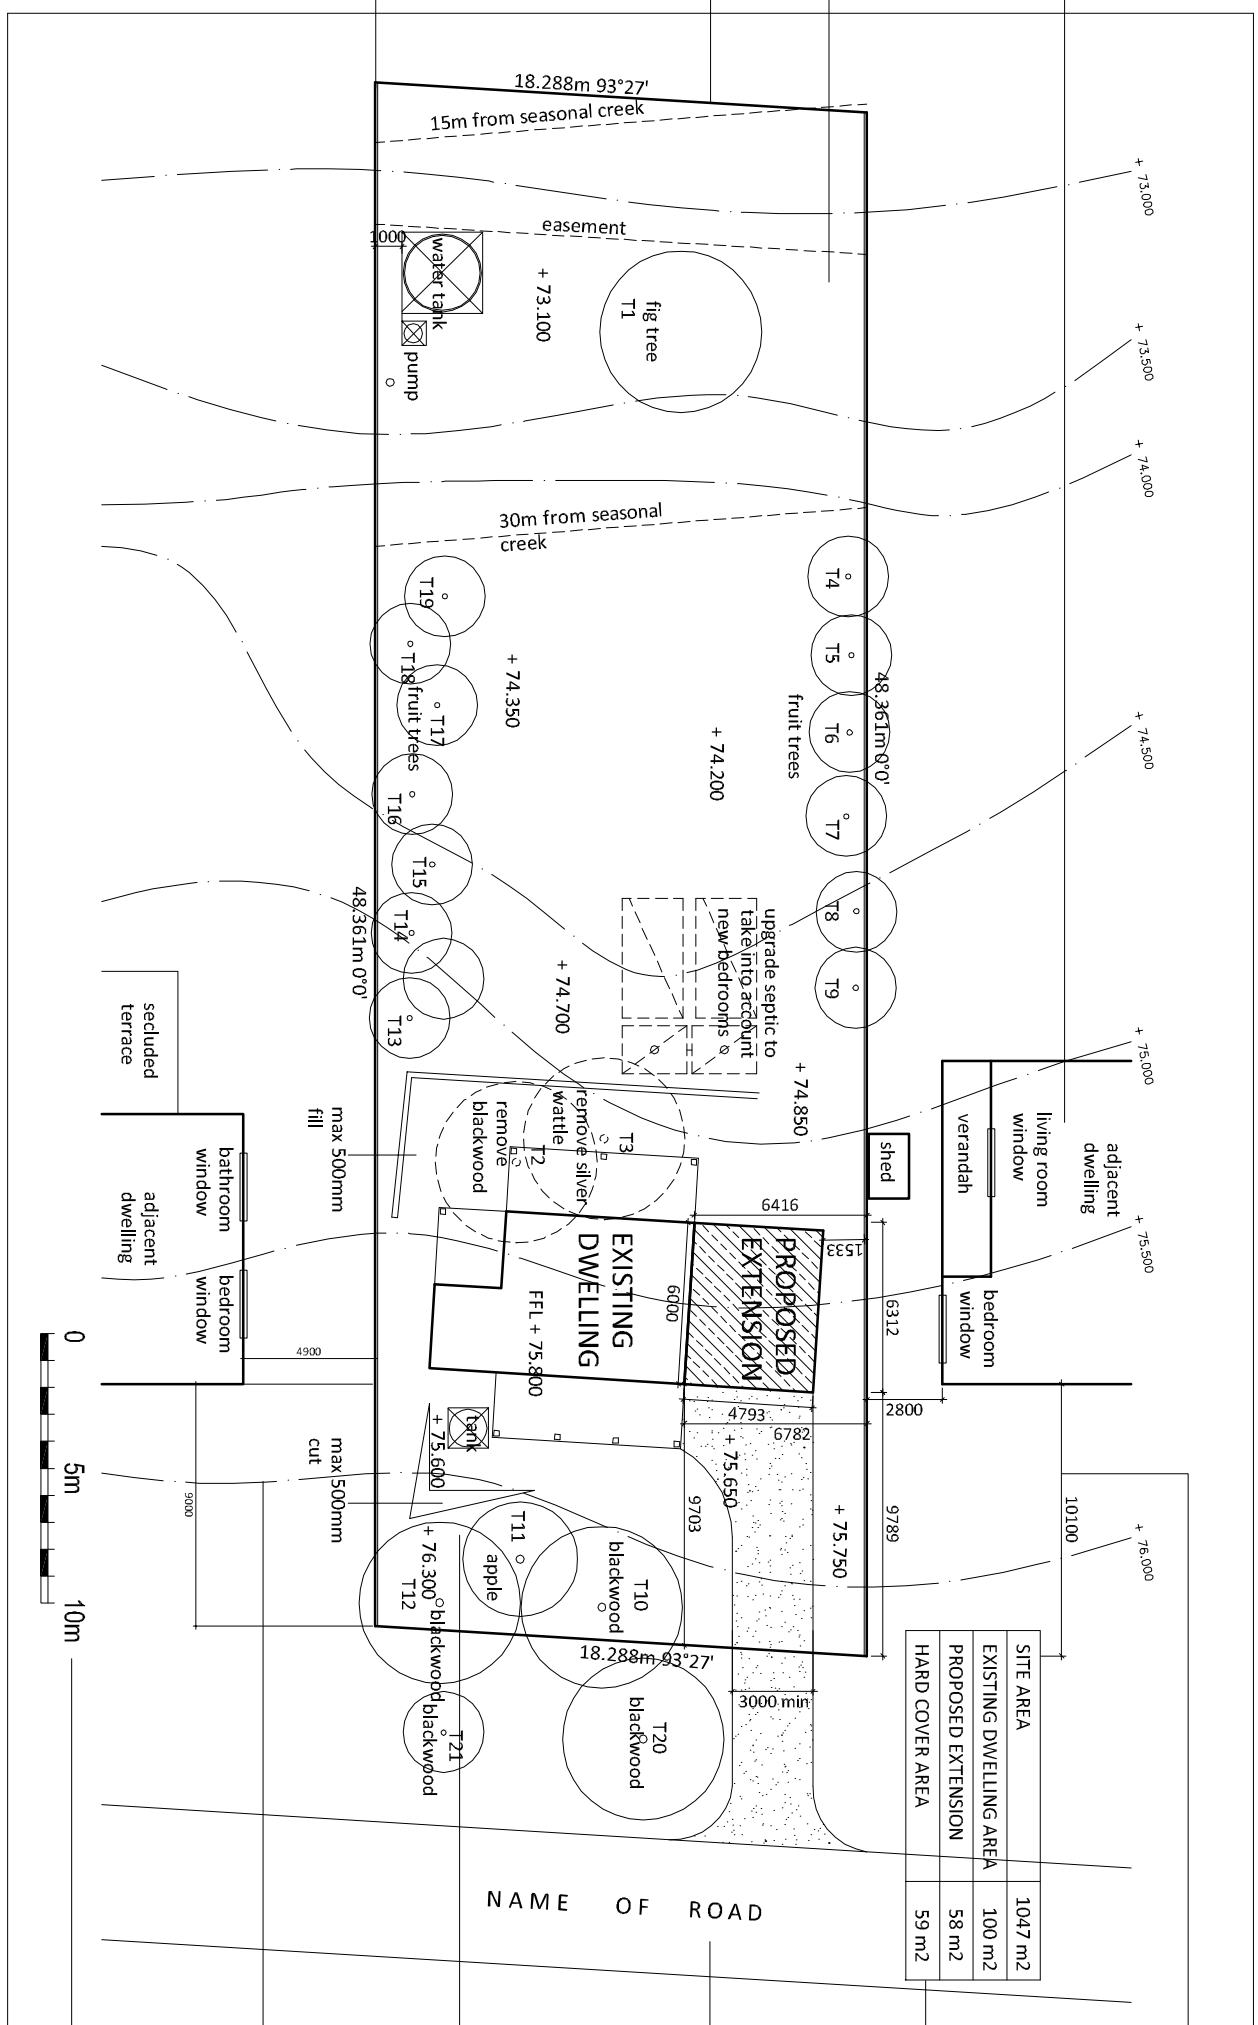 18.288m 93°27'
15m from seasonal creek
+ 73.000
easement
1000
water tank
+ 73.100
fig tree
T1
pump
+ 73.500
+ 74.000
30m from seasonal
creek
T19
T18
fruit trees
T17
T16
T15
T14
T13
+ 74.350
+ 74.200
T4
T5
T6
T7
T8
T9
fruit trees
48.361m 0°0'
+ 74.500
48.361m 0°0'
upgrade septic to
take into account
new bedrooms
+ 74.700
+ 74.850
+ 75.000
secluded
terrace
max 500mm
fill
remove silver
wattle
T3
T2
remove
blackwood
shed
verandah
living room
window
adjacent
dwelling
bathroom
window
adjacent
dwelling
bedroom
window
6416
1533
PROPOSED
EXTENSION
EXISTING
DWELLING
FFL + 75.800
6000
6312
bedroom
window
+ 75.500
4900
2800
4793
6782
tank
+ 75.600
max 500mm
cut
+ 75.650
9703
+ 75.750
9789
10100
9000
+ 76.000
0
5m
10m
T11
apple
T10
blackwood
+ 76.300
T12
blackwood
18.288m 93°27'
T20
blackwood
T21
blackwood
3000 min
SITE AREA 1047 m2
EXISTING DWELLING AREA 100 m2
PROPOSED EXTENSION 58 m2
HARD COVER AREA 59 m2
NAME OF ROAD